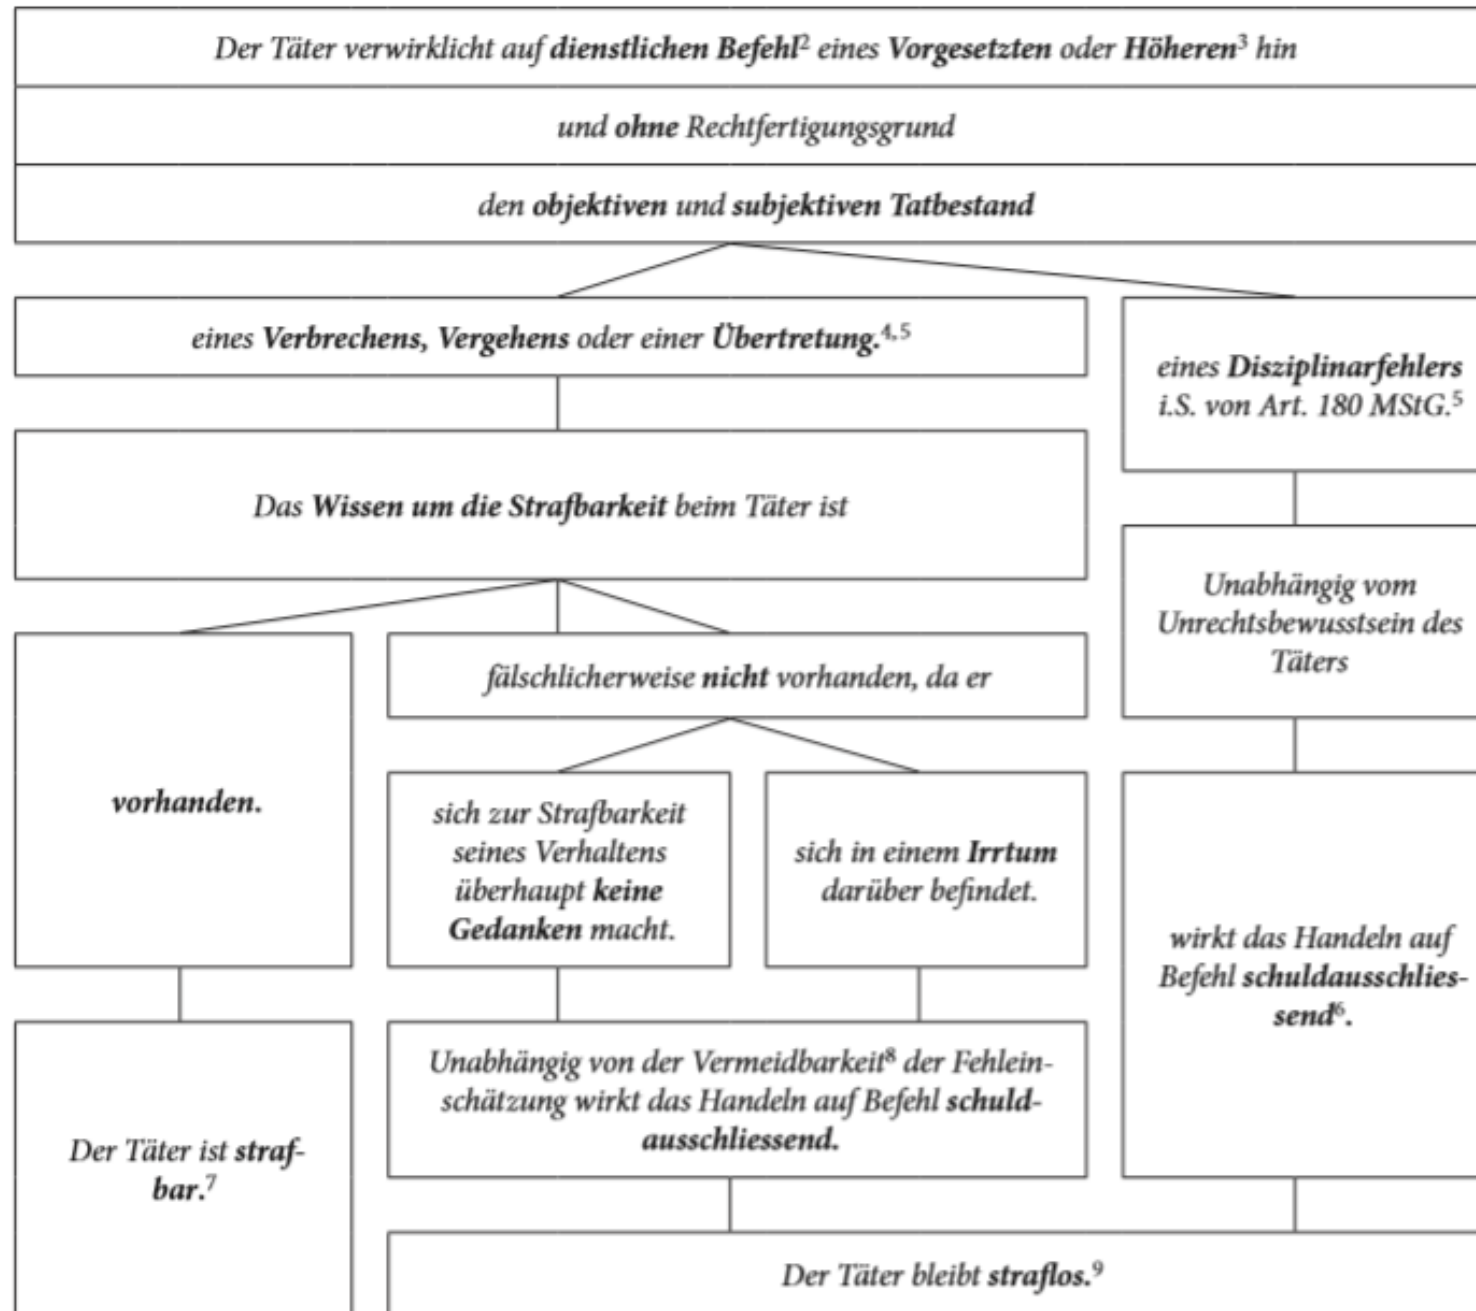 Der Täter verwirklicht auf dienstlichen Befehl² eines Vorgesetzten oder Höheren³ hin
und ohne Rechtfertigungsgrund
den objektiven und subjektiven Tatbestand
eines Verbrechens, Vergehens oder einer Übertretung.⁴,⁵
eines Disziplinarfehlers
i.S. von Art. 180 MStG.⁵
Das Wissen um die Strafbarkeit beim Täter ist
Unabhängig vom
Unrechtsbewusstsein des
Täters
vorhanden.
fälschlicherweise nicht vorhanden, da er
sich zur Strafbarkeit
seines Verhaltens
überhaupt keine
Gedanken macht.
sich in einem Irrtum
darüber befindet.
wirkt das Handeln auf
Befehl schuldausschlies-
send⁶.
Der Täter ist straf-
bar.⁷
Unabhängig von der Vermeidbarkeit⁸ der Fehlein-
schätzung wirkt das Handeln auf Befehl schuld-
ausschliessend.
Der Täter bleibt straflos.⁹